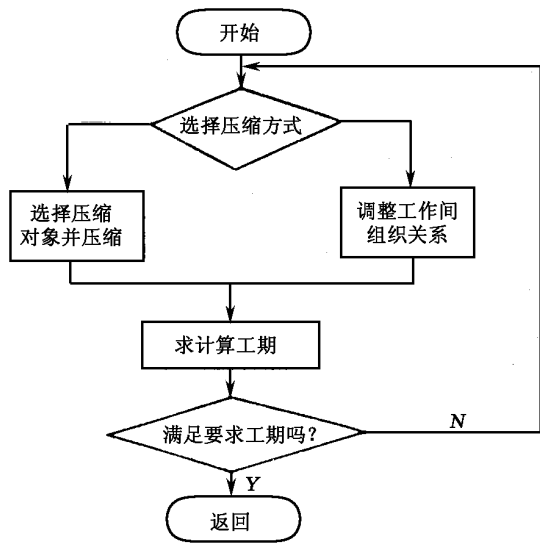 开始
选择压缩方式
选择压缩
对象并压缩
调整工作间
组织关系
求计算工期
满足要求工期吗?
N
Y
返回